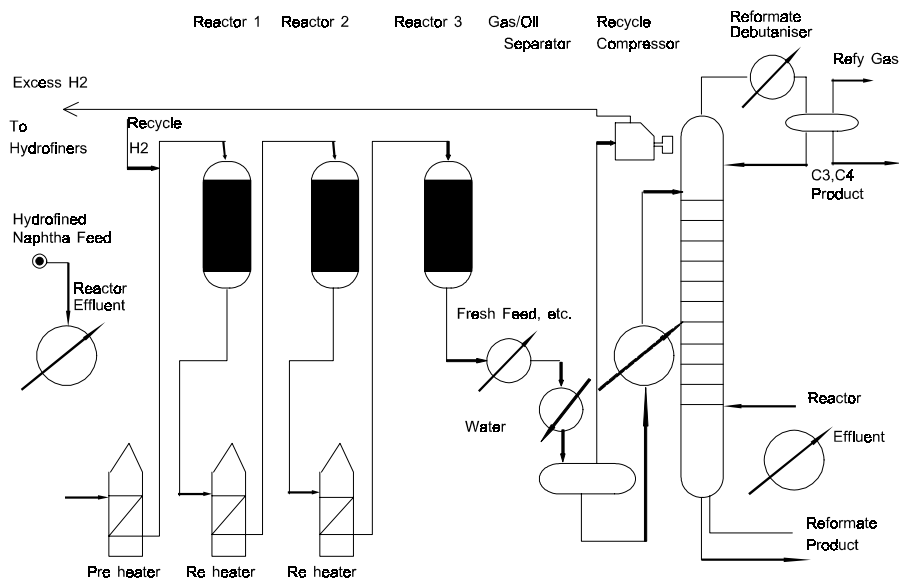 Reactor 1
Reactor 2
Reactor 3
Gas/Oil
Separator
Recycle
Compressor
Reformate
Debutaniser
Refy Gas
Excess H2
To
Hydrofiners
Recycle
H2
C3,C4
Product
Hydrofined
Naphtha Feed
Reactor
Effluent
Fresh Feed, etc.
Water
Reactor
Effluent
Reformate
Product
Pre heater
Re heater
Re heater